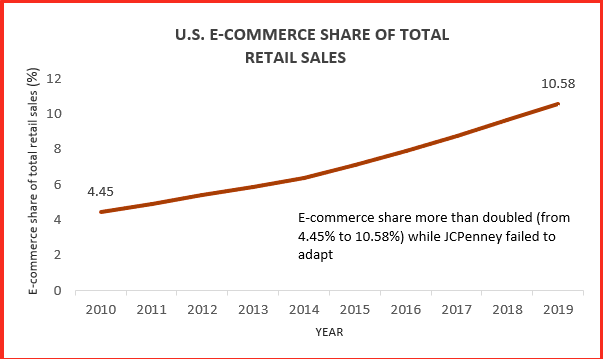 U.S. E-COMMERCE SHARE OF TOTAL
RETAIL SALES
E-commerce share of total retail sales (%)
12
10
8
6
4
2
0
4.45
10.58
E-commerce share more than doubled (from
4.45% to 10.58%) while JCPenney failed to
adapt
2010 2011 2012 2013 2014 2015 2016 2017 2018 2019
YEAR